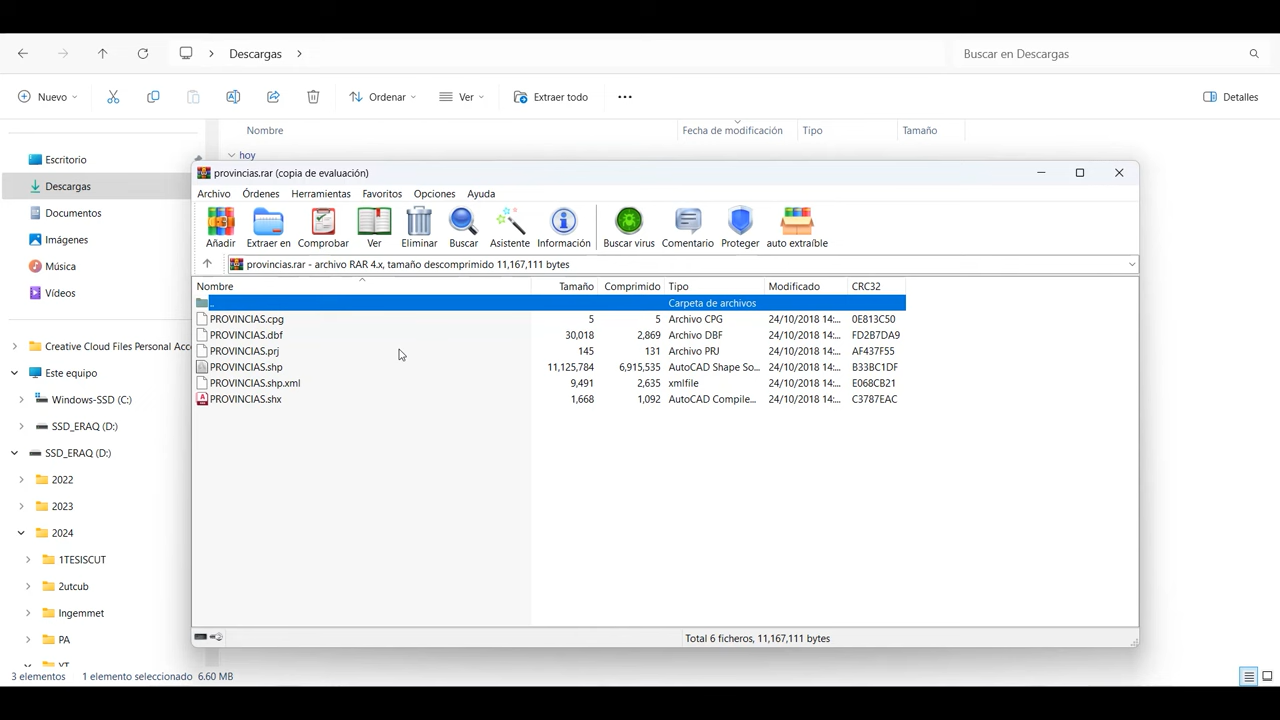 Descargas
Buscar en Descargas
Nuevo
Ordenar
Ver
Extraer todo
Detalles
Nombre
Fecha de modificación
Tipo
Tamaño
hoy
Escritorio
Descargas
Documentos
Imágenes
Música
Vídeos
Creative Cloud Files Personal Acc
Este equipo
Windows-SSD (C:)
SSD_ERAQ (D:)
SSD_ERAQ (D:)
2022
2023
2024
1TESISCUT
2utcub
Ingemmet
PA
YT
provincias.rar (copia de evaluación)
Archivo Órdenes Herramientas Favoritos Opciones Ayuda
Añadir Extraer en Comprobar Ver Eliminar Buscar Asistente Información Buscar virus Comentario Proteger auto extraíble
provincias.rar - archivo RAR 4.x, tamaño descomprimido 11,167,111 bytes
Nombre Tamaño Comprimido Tipo Modificado CRC32
.. Carpeta de archivos
PROVINCIAS.cpg 5 5 Archivo CPG 24/10/2018 14:... 0E813C50
PROVINCIAS.dbf 30,018 2,869 Archivo DBF 24/10/2018 14:... FD2B7DA9
PROVINCIAS.prj 145 131 Archivo PRJ 24/10/2018 14:... AF437F55
PROVINCIAS.shp 11,125,784 6,915,535 AutoCAD Shape So... 24/10/2018 14:... B33BC1DF
PROVINCIAS.shp.xml 9,491 2,635 xmlfile 24/10/2018 14:... E068CB21
PROVINCIAS.shx 1,668 1,092 AutoCAD Compile... 24/10/2018 14:... C3787EAC
Total 6 ficheros, 11,167,111 bytes
3 elementos 1 elemento seleccionado 6.60 MB